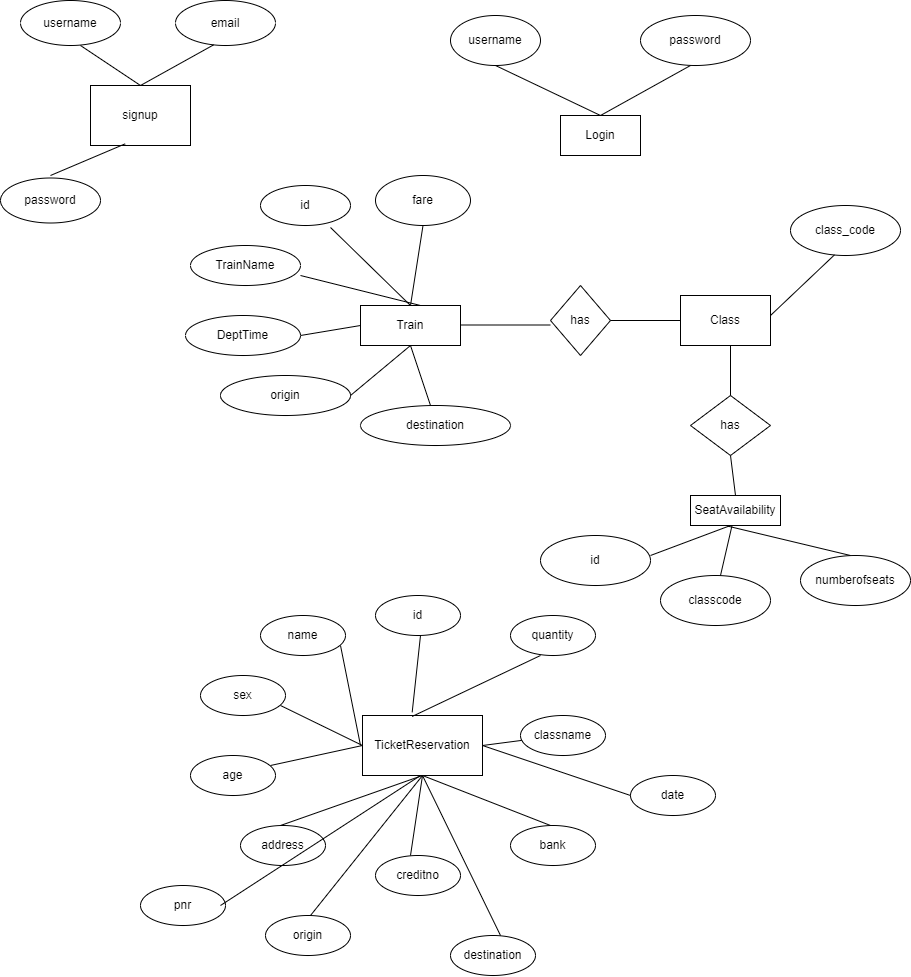 username
email
username
password
signup
Login
password
id
fare
class_code
TrainName
DeptTime
Train
has
Class
origin
destination
has
SeatAvailability
id
classcode
numberofseats
name
id
quantity
sex
classname
TicketReservation
age
date
address
bank
creditno
pnr
origin
destination